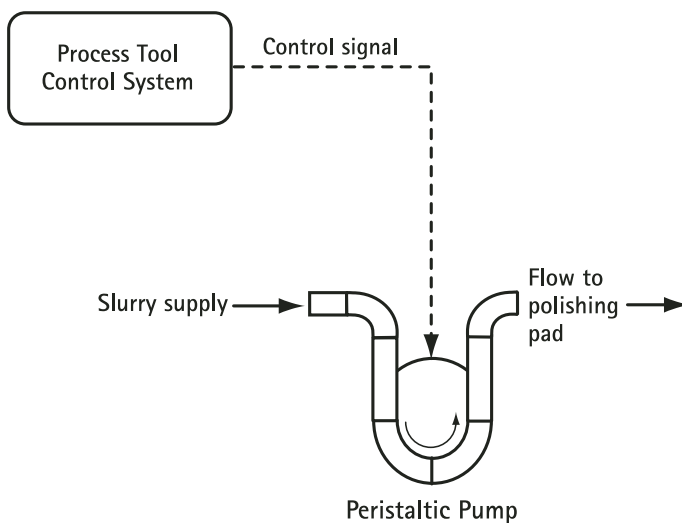 Process Tool
Control System
Control signal
Slurry supply
Flow to
polishing
pad
Peristaltic Pump